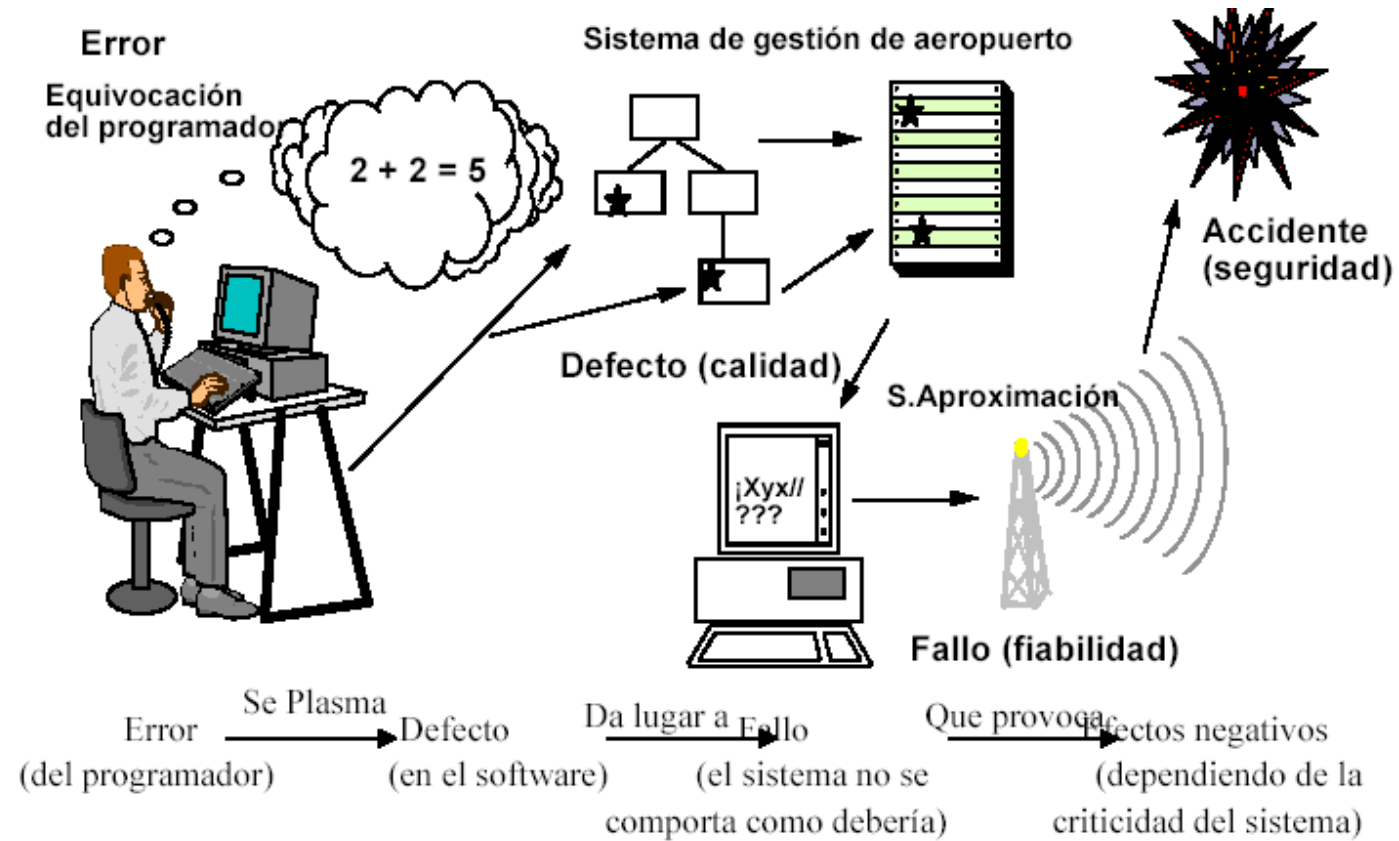 Error
Equivocación
del programador
2 + 2 = 5
Sistema de gestión de aeropuerto
Accidente
(seguridad)
Defecto (calidad)
S.Aproximación
¡Xyx//
???
Fallo (fiabilidad)
Error Se Plasma Defecto Da lugar a Fallo Que provoca Efectos negativos
(del programador) (en el software) (el sistema no se (dependiendo de la
comporta como debería) criticidad del sistema)